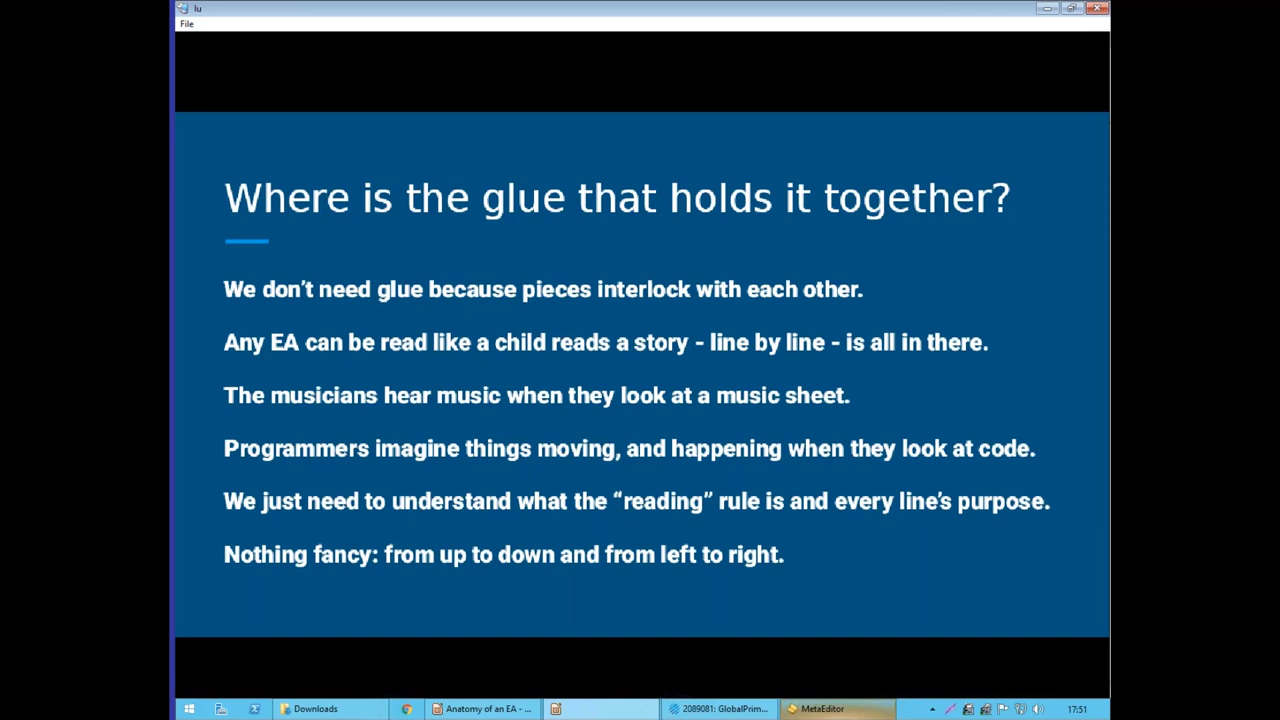 lu
File
Where is the glue that holds it together?
We don’t need glue because pieces interlock with each other.
Any EA can be read like a child reads a story - line by line - is all in there.
The musicians hear music when they look at a music sheet.
Programmers imagine things moving, and happening when they look at code.
We just need to understand what the “reading” rule is and every line’s purpose.
Nothing fancy: from up to down and from left to right.
Downloads
Anatomy of an EA - ...
2089081: GlobalPrim...
MetaEditor
17:51